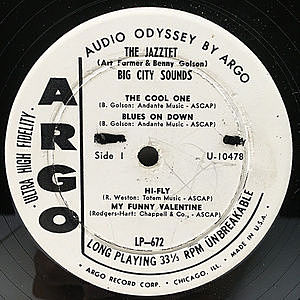 AUDIO ODYSSEY BY ARGO
THE JAZZTET
(Art Farmer & Benny Golson)
BIG CITY SOUNDS
ULTRA HIGH FIDELITY
ARGO
THE COOL ONE
(B. Golson: Andante Music - ASCAP)
BLUES ON DOWN
(B. Golson: Andante Music - ASCAP)
Side 1
U-10478
HI-FLY
(R. Weston: Totem Music - ASCAP)
MY FUNNY VALENTINE
(Rodgers-Hart: Chappell & Co., - ASCAP)
LP-672
LONG PLAYING 33⅓ RPM UNBREAKABLE
ARGO RECORD CORP. • CHICAGO, ILL. • MADE IN U.S.A.